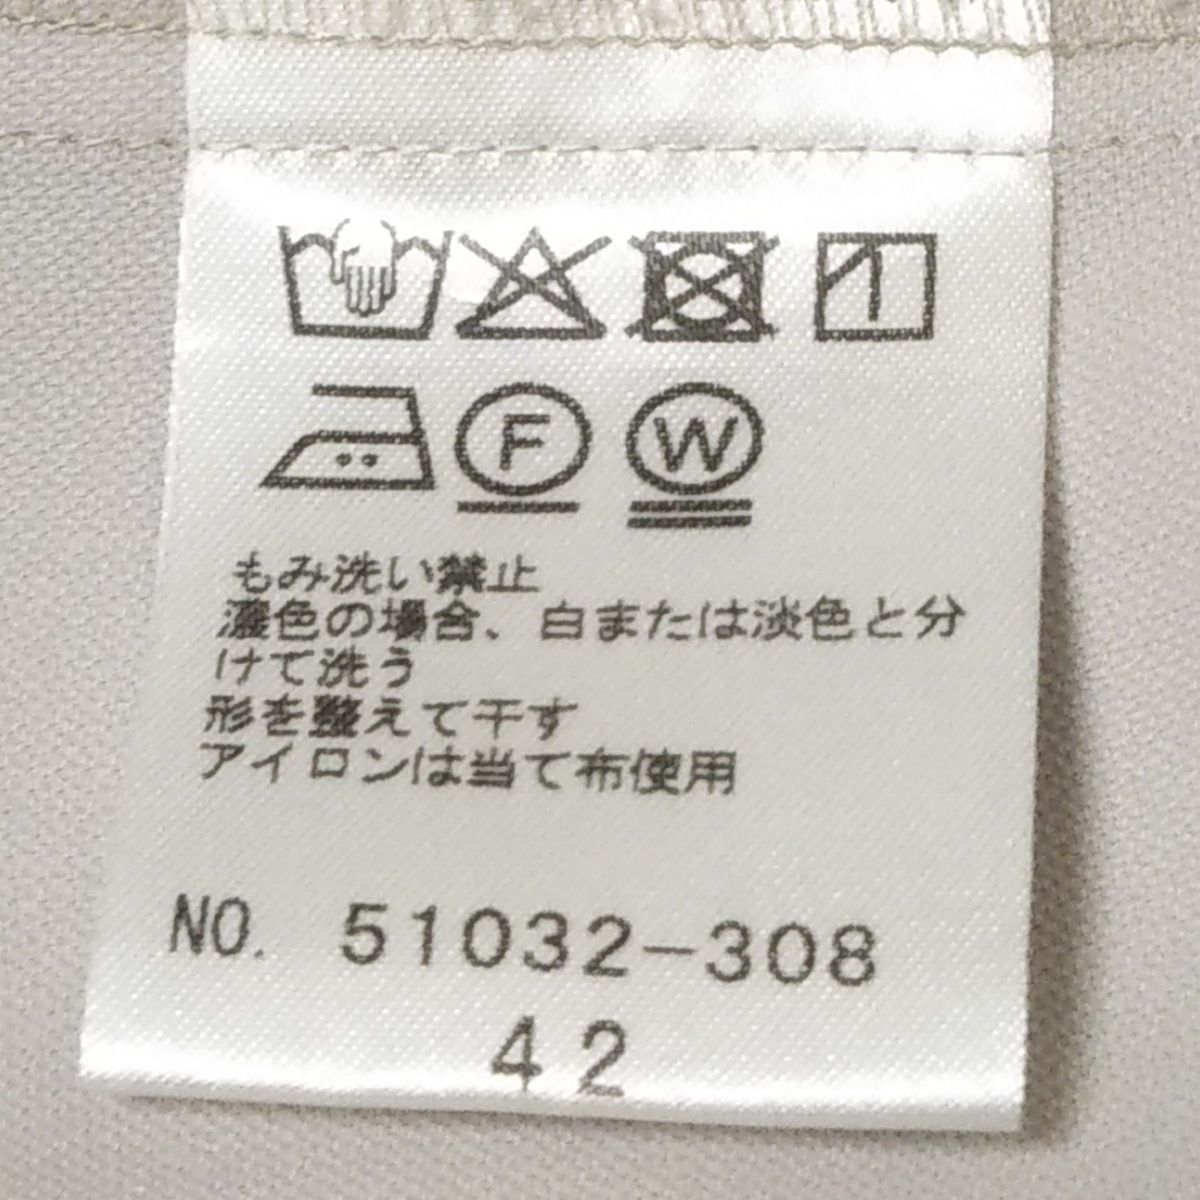 F W
もみ洗い禁止
濃色の場合、白または淡色と分
けて洗う
形を整えて干す
アイロンは当て布使用
NO. 51032-308
42